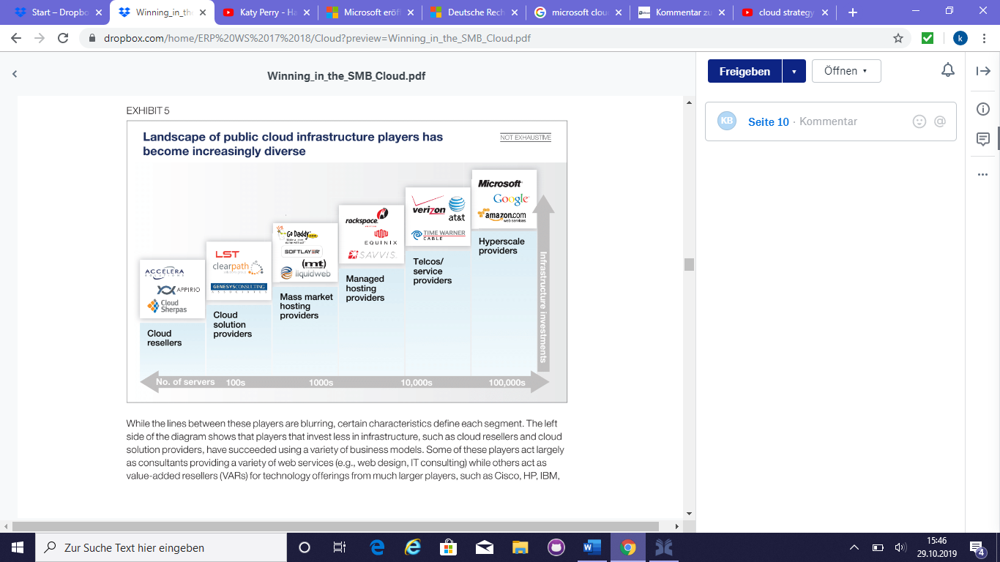 Start – Dropbo
Winning_in_the
Katy Perry - Ha
Microsoft eröf
Deutsche Rech
microsoft clou
Kommentar zu
cloud strategy
dropbox.com/home/ERP%20WS%2017%2018/Cloud?preview=Winning_in_the_SMB_Cloud.pdf
k
Winning_in_the_SMB_Cloud.pdf
Freigeben
Öffnen
KB
Seite 10 · Kommentar
EXHIBIT 5
Landscape of public cloud infrastructure players has
become increasingly diverse
NOT EXHAUSTIVE
ACCELERA
SOLUTIONS
APPIRIO
Cloud
Sherpas
Cloud
resellers
LST
clearpath
GENESYSCONSULTING
ASSOCIATES
Cloud
solution
providers
Go Daddy.com
SOFTLAYER
(mt)
liquidweb
Mass market
hosting
providers
rackspace
HOSTING
EQUINIX
SAVVIS.
Managed
hosting
providers
verizon
at&t
TIME WARNER
CABLE
Telcos/
service
providers
Microsoft
Google
amazon.com
web services
Hyperscale
providers
Infrastructure investments
No. of servers 100s 1000s 10,000s 100,000s
While the lines between these players are blurring, certain characteristics define each segment. The left
side of the diagram shows that players that invest less in infrastructure, such as cloud resellers and cloud
solution providers, have succeeded using a variety of business models. Some of these players act largely
as consultants providing a variety of web services (e.g., web design, IT consulting) while others act as
value-added resellers (VARs) for technology offerings from much larger players, such as Cisco, HP, IBM,
Zur Suche Text hier eingeben
15:46
29.10.2019
4